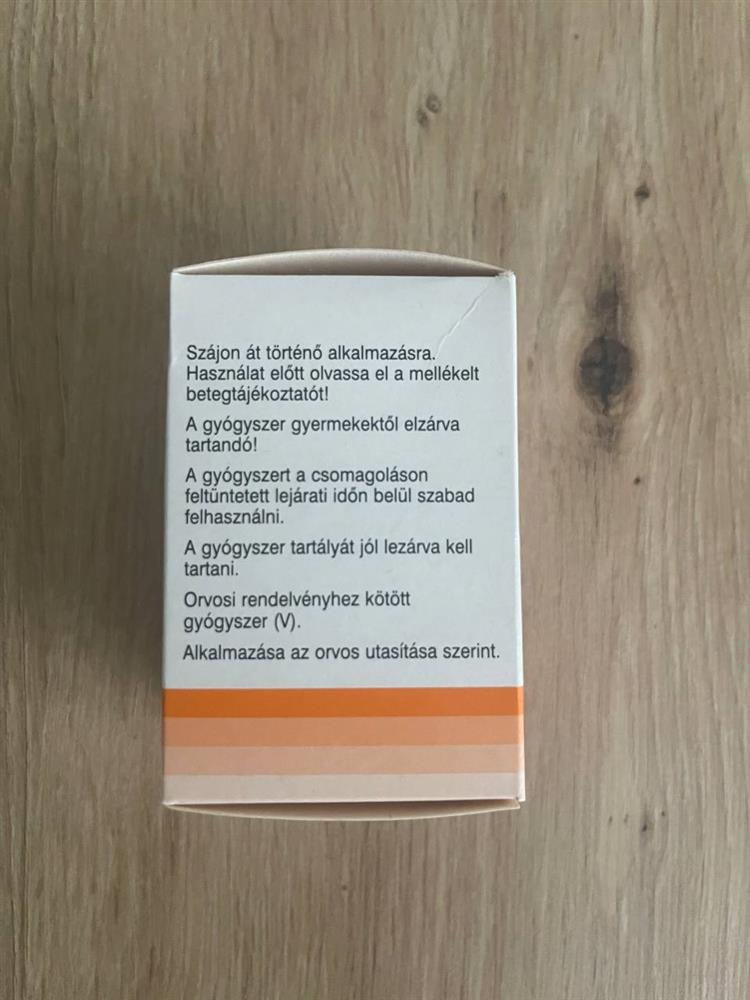 Szájon át történő alkalmazásra.
Használat előtt olvassa el a mellékelt
betegtájékoztatót!
A gyógyszer gyermekektől elzárva
tartandó!
A gyógyszert a csomagoláson
feltüntetett lejárati időn belül szabad
felhasználni.
A gyógyszer tartályát jól lezárva kell
tartani.
Orvosi rendelvényhez kötött
gyógyszer (V).
Alkalmazása az orvos utasítása szerint.